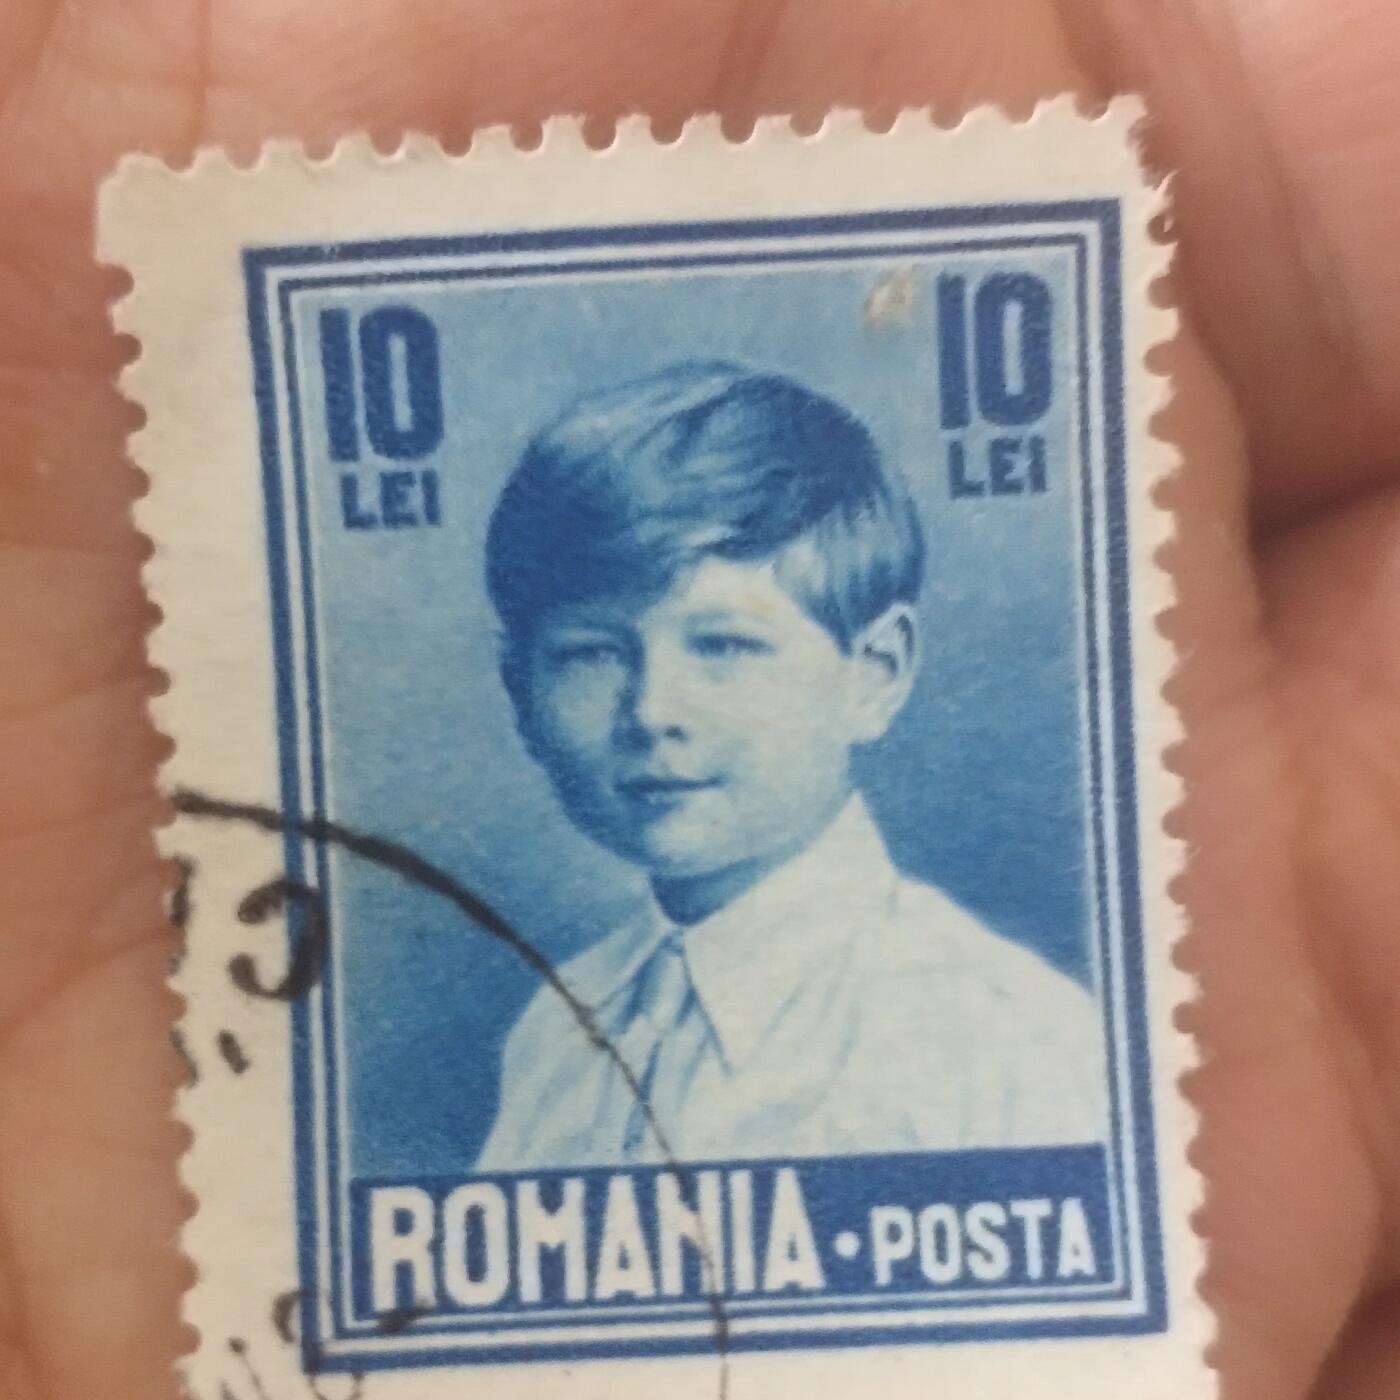 10 10
LEI LEI
ROMANIA · POSTA